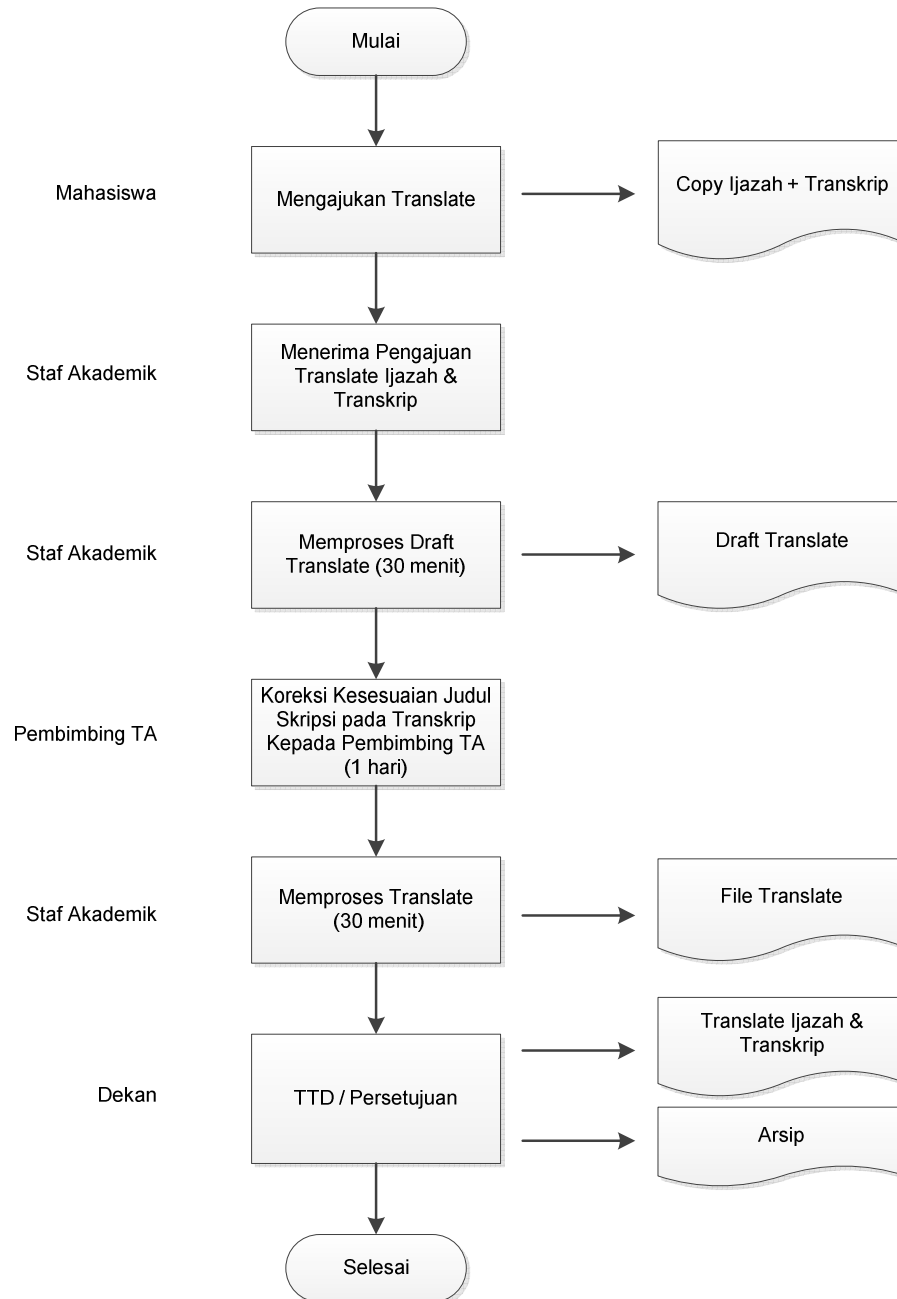 Mulai
Mahasiswa
Mengajukan Translate
Copy Ijazah + Transkrip
Staf Akademik
Menerima Pengajuan
Translate Ijazah &
Transkrip
Staf Akademik
Memproses Draft
Translate (30 menit)
Draft Translate
Pembimbing TA
Koreksi Kesesuaian Judul
Skripsi pada Transkrip
Kepada Pembimbing TA
(1 hari)
Staf Akademik
Memproses Translate
(30 menit)
File Translate
Dekan
TTD / Persetujuan
Translate Ijazah &
Transkrip
Arsip
Selesai